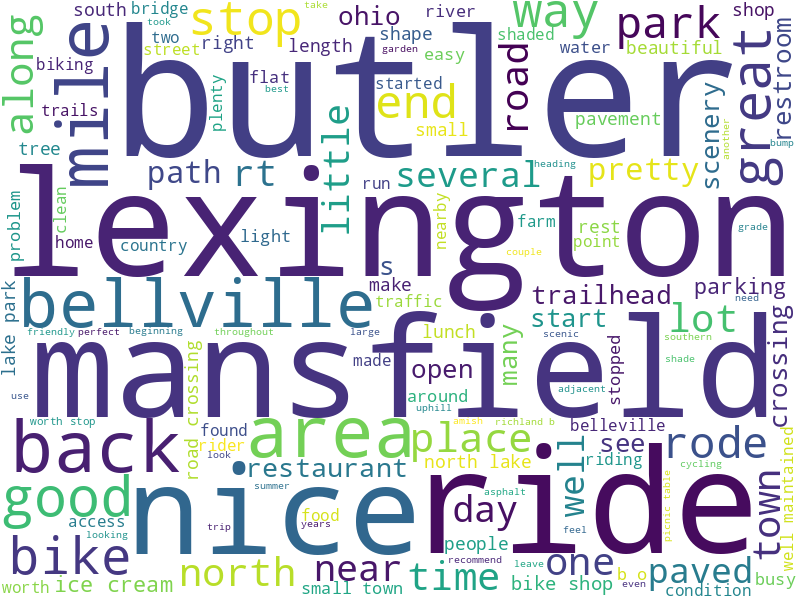 south
bridge
took
stop
ohio
river
way
park
shop
two
street
right
length
shape
garden
shaded
water
beautiful
along
mile
butler
biking
flat
best
easy
started
road
great
restroom
trails
plenty
end
small
pavement
scenery
another
bump
tree
little
path
rt
run
several
heading
pretty
lexington
problem
clean
home
country
light
nearby
farm
rest
point
grade
couple
s
make
traffic
trailhead
parking
need
lake park
bellville
start
lot
crossing
friendly
perfect
beginning
throughout
large
lunch
many
scenic
southern
mansfield
made
open
stopped
shade
use
around
adjacent
uphill
worth stop
road crossing
found
rider
area
amish
richland b
belleville
back
look
place
see
rode
well maintained
take
restaurant
north lake
well
riding
cycling
town
good
nice
ride
summer
asphalt
picnic table
access
looking
trip
food
years
day
feel
bike
people
north
near
time
recommend
leave
one
b o
even
paved
condition
busy
worth
ice cream
small town
bike shop